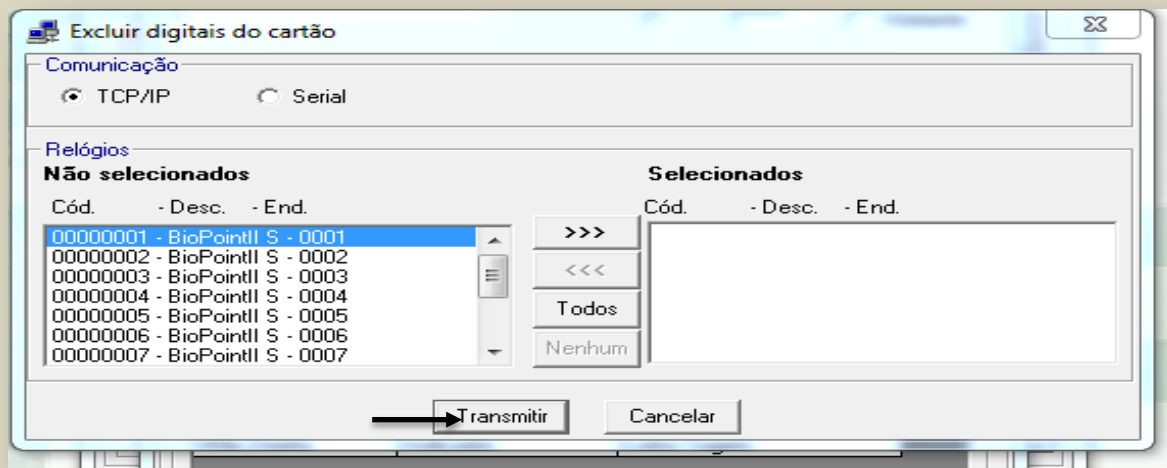 Excluir digitais do cartão
Comunicação
TCP/IP Serial
Relógios
Não selecionados Selecionados
Cód. - Desc. - End. Cód. - Desc. - End.
00000001 - BioPointII S - 0001
00000002 - BioPointII S - 0002
00000003 - BioPointII S - 0003
00000004 - BioPointII S - 0004
00000005 - BioPointII S - 0005
00000006 - BioPointII S - 0006
00000007 - BioPointII S - 0007
>>>
<<<
Todos
Nenhum
Transmitir Cancelar